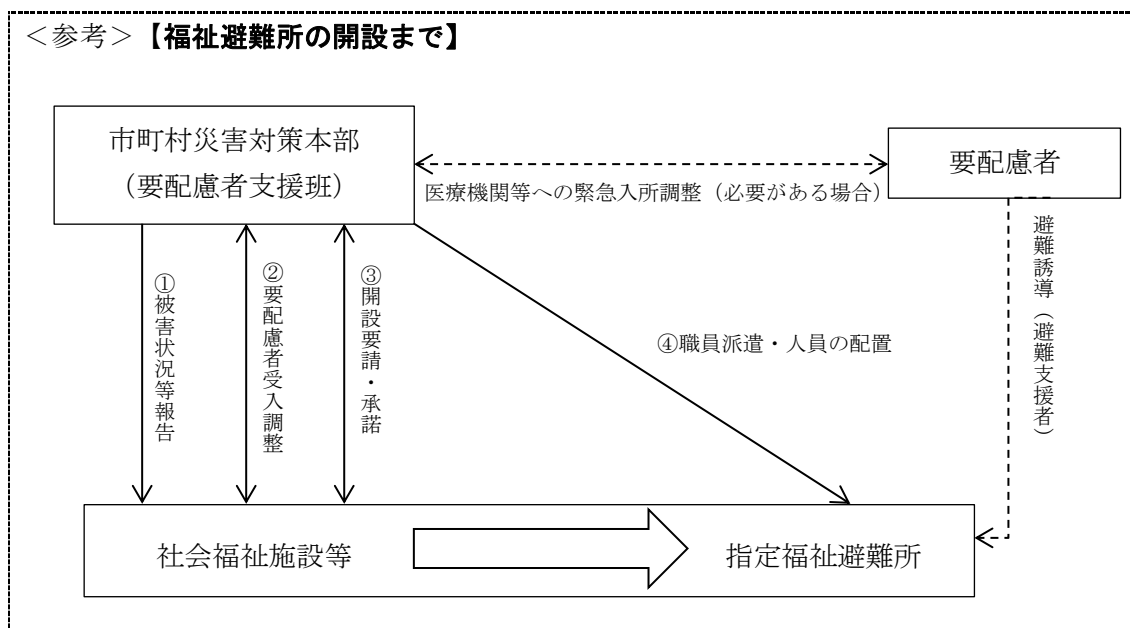 ＜参考＞【福祉避難所の開設まで】
市町村災害対策本部
（要配慮者支援班）
要配慮者
医療機関等への緊急入所調整（必要がある場合）
①被害状況等報告
②要配慮者受入調整
③開設要請・承諾
④職員派遣・人員の配置
避難誘導（避難支援者）
社会福祉施設等
指定福祉避難所